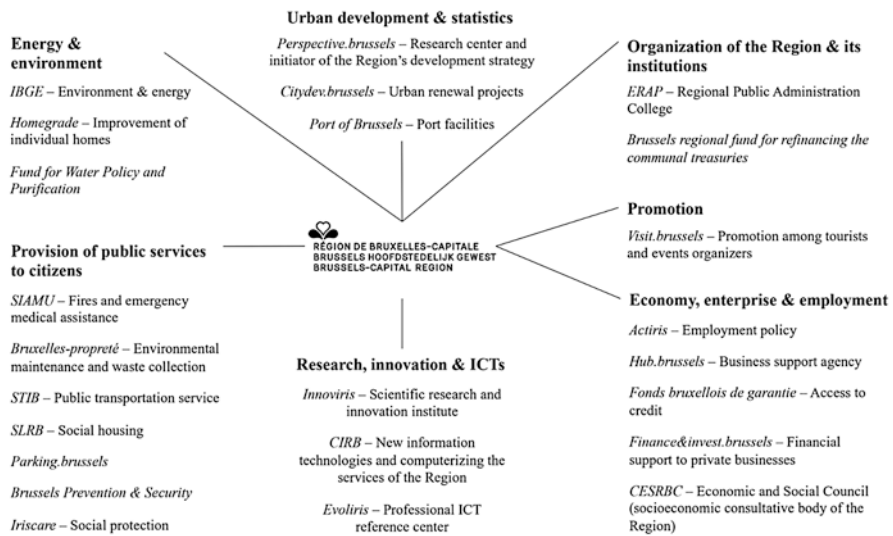 Urban development & statistics
Perspective.brussels – Research center and
initiator of the Region's development strategy
Citydev.brussels – Urban renewal projects
Port of Brussels – Port facilities
Energy &
environment
IBGE – Environment & energy
Homegrade – Improvement of
individual homes
Fund for Water Policy and
Purification
Organization of the Region & its
institutions
ERAP – Regional Public Administration
College
Brussels regional fund for refinancing the
communal treasuries
Promotion
Visit.brussels – Promotion among tourists
and events organizers
RÉGION DE BRUXELLES-CAPITALE
BRUSSELS HOOFDSTEDELIJK GEWEST
BRUSSELS-CAPITAL REGION
Provision of public services
to citizens
SIAMU – Fires and emergency
medical assistance
Bruxelles-propreté – Environmental
maintenance and waste collection
STIB – Public transportation service
SLRB – Social housing
Parking.brussels
Brussels Prevention & Security
Iriscare – Social protection
Research, innovation & ICTs
Innoviris – Scientific research and
innovation institute
CIRB – New information
technologies and computerizing the
services of the Region
Evoliris – Professional ICT
reference center
Economy, enterprise & employment
Actiris – Employment policy
Hub.brussels – Business support agency
Fonds bruxellois de garantie – Access to
credit
Finance&invest.brussels – Financial
support to private businesses
CESRBC – Economic and Social Council
(socioeconomic consultative body of the
Region)